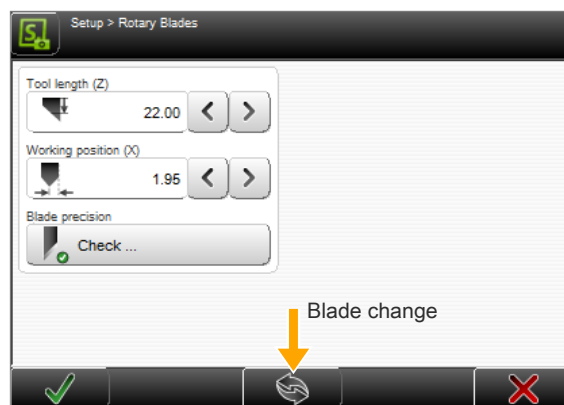 Setup > Rotary Blades
Tool length (Z)
22.00
Working position (X)
1.95
Blade precision
Check ...
Blade change